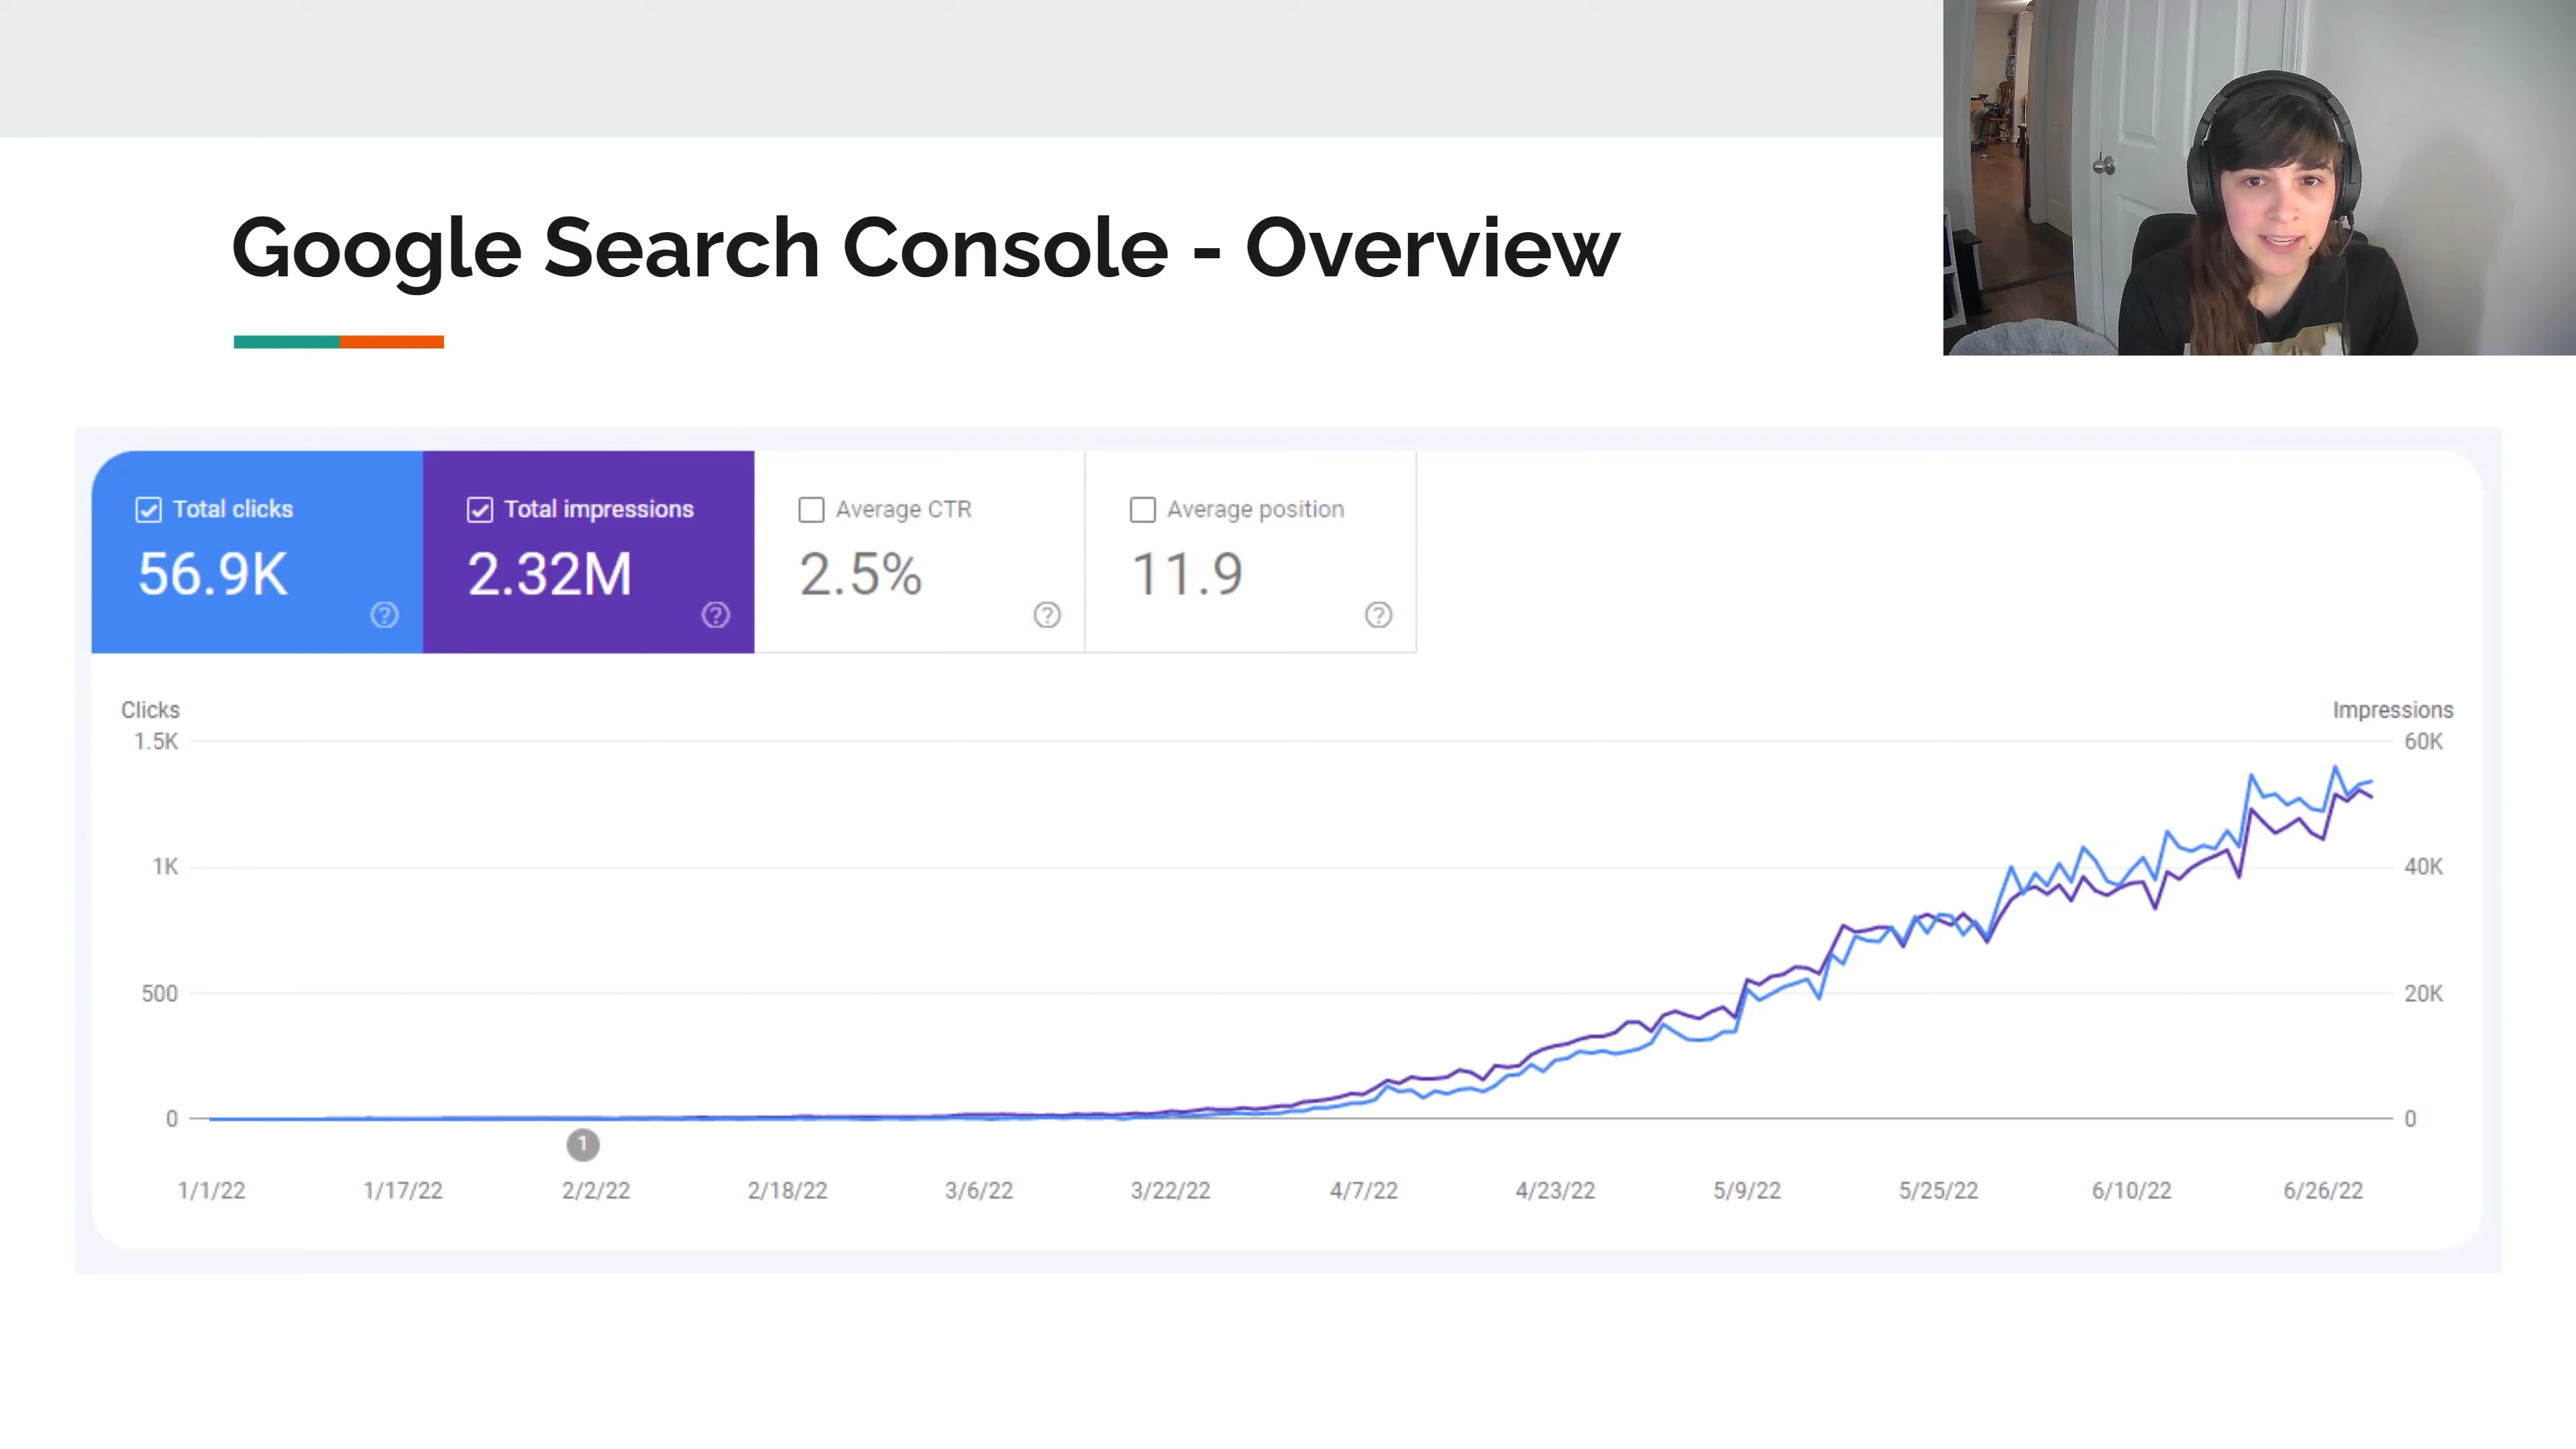 Google Search Console - Overview
Total clicks
56.9K
Total impressions
2.32M
Average CTR
2.5%
Average position
11.9
Clicks
Impressions
1.5K
60K
1K
40K
500
20K
0
0
1
1/1/22 1/17/22 2/2/22 2/18/22 3/6/22 3/22/22 4/7/22 4/23/22 5/9/22 5/25/22 6/10/22 6/26/22